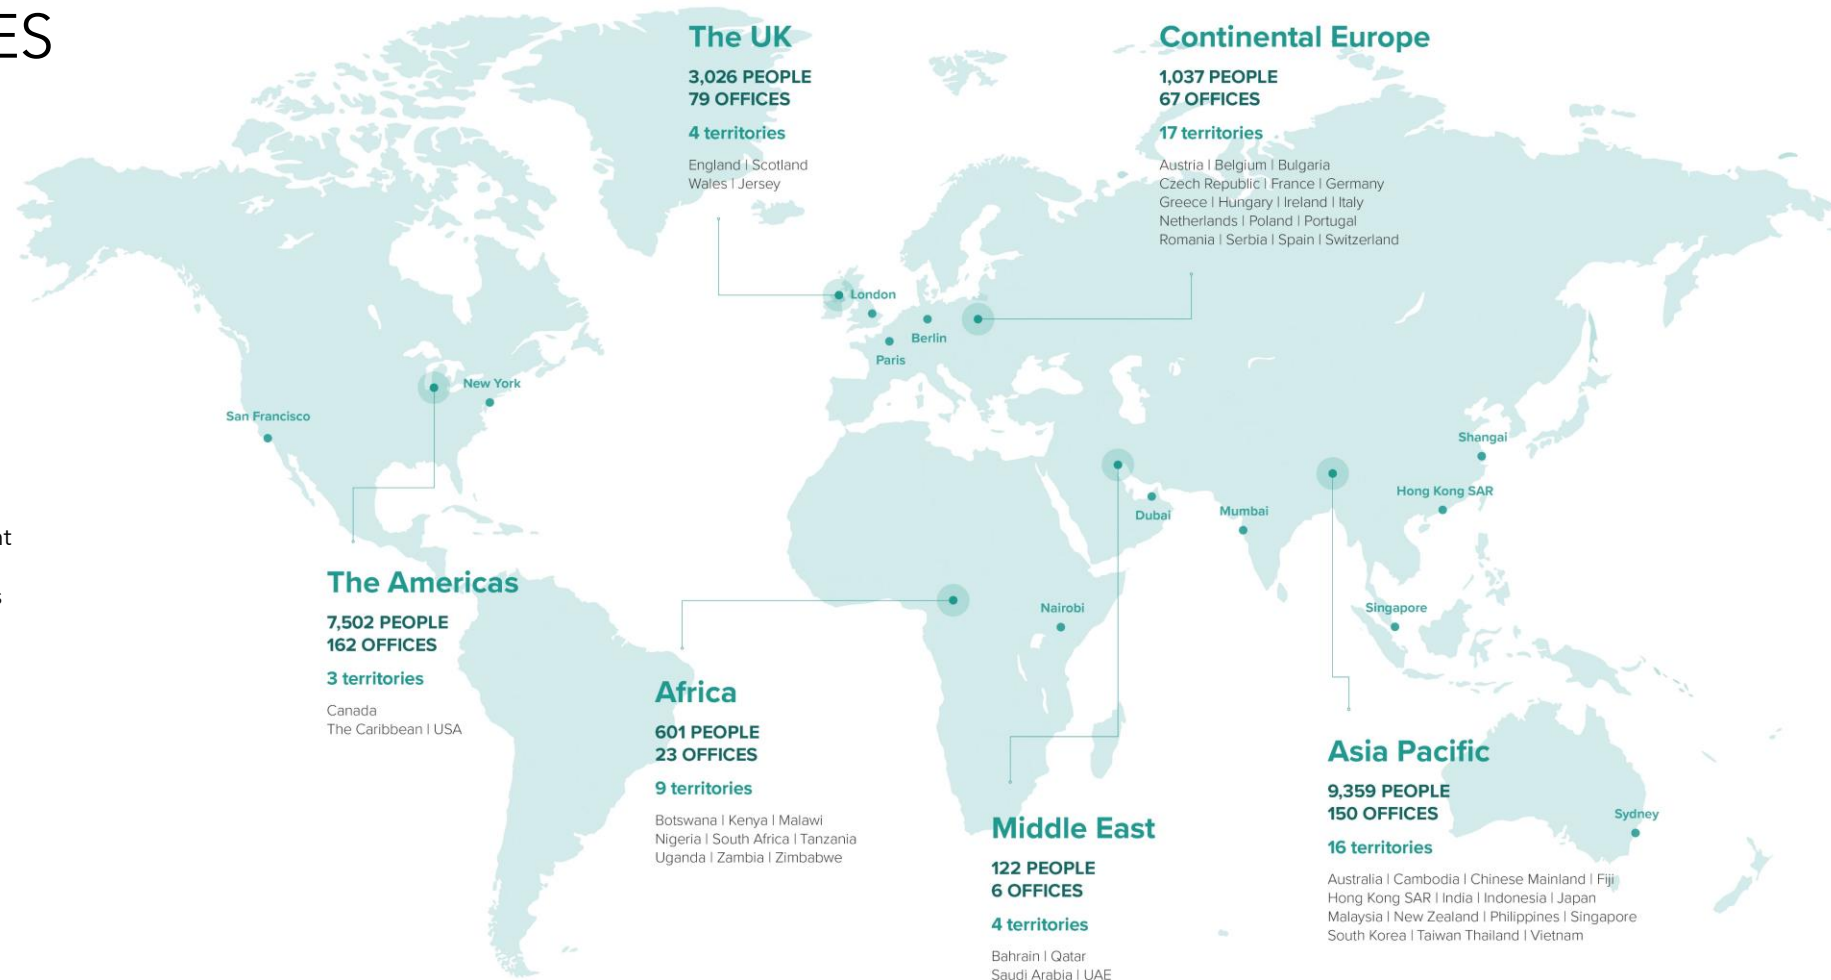 ES
nt
s
The UK
3,026 PEOPLE
79 OFFICES
4 territories
England | Scotland
Wales | Jersey
Continental Europe
1,037 PEOPLE
67 OFFICES
17 territories
Austria | Belgium | Bulgaria
Czech Republic | France | Germany
Greece | Hungary | Ireland | Italy
Netherlands | Poland | Portugal
Romania | Serbia | Spain | Switzerland
London
Berlin
Paris
New York
San Francisco
Shangai
Hong Kong SAR
Dubai
Mumbai
Nairobi
Singapore
Sydney
The Americas
7,502 PEOPLE
162 OFFICES
3 territories
Canada
The Caribbean | USA
Africa
601 PEOPLE
23 OFFICES
9 territories
Botswana | Kenya | Malawi
Nigeria | South Africa | Tanzania
Uganda | Zambia | Zimbabwe
Middle East
122 PEOPLE
6 OFFICES
4 territories
Bahrain | Qatar
Saudi Arabia | UAE
Asia Pacific
9,359 PEOPLE
150 OFFICES
16 territories
Australia | Cambodia | Chinese Mainland | Fiji
Hong Kong SAR | India | Indonesia | Japan
Malaysia | New Zealand | Philippines | Singapore
South Korea | Taiwan Thailand | Vietnam